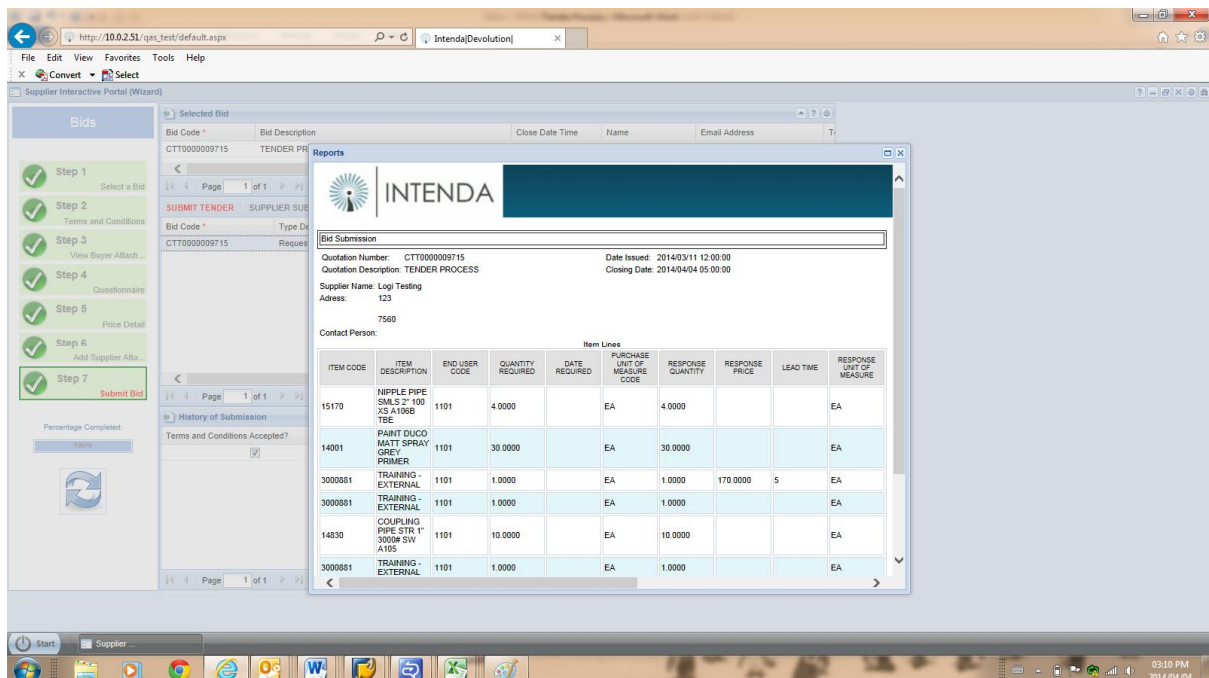 http://10.0.2.51/qas_test/default.aspx
Intenda|Devolution|
File Edit View Favorites Tools Help
Convert Select
Supplier Interactive Portal (Wizard)
Bids
Step 1
Select a Bid
Step 2
Terms and Conditions
Step 3
View Buyer Attach...
Step 4
Questionnaire
Step 5
Price Detail
Step 6
Add Supplier Atta...
Step 7
Submit Bid
Percentage Completed:
100%
Selected Bid
Bid Code * Bid Description Close Date Time Name Email Address
CTT0000009715 TENDER PR
Page 1 of 1
SUBMIT TENDER SUPPLIER SUB
Bid Code * Type De
CTT0000009715 Reques
Page 1 of 1
History of Submission
Terms and Conditions Accepted?
Page 1 of 1
Reports
INTENDA
Bid Submission
Quotation Number: CTT0000009715 Date Issued: 2014/03/11 12:00:00
Quotation Description: TENDER PROCESS Closing Date: 2014/04/04 05:00:00
Supplier Name: Logi Testing
Adress: 123
7560
Contact Person:
Item Lines
ITEM CODE ITEM DESCRIPTION END USER CODE QUANTITY REQUIRED DATE REQUIRED PURCHASE UNIT OF MEASURE CODE RESPONSE QUANTITY RESPONSE PRICE LEAD TIME RESPONSE UNIT OF MEASURE
15170 NIPPLE PIPE SMLS 2" 100 XS A106B TBE 1101 4.0000 EA 4.0000 EA
14001 PAINT DUCO MATT SPRAY GREY PRIMER 1101 30.0000 EA 30.0000 EA
3000881 TRAINING - EXTERNAL 1101 1.0000 EA 1.0000 170.0000 5 EA
3000881 TRAINING - EXTERNAL 1101 1.0000 EA 1.0000 EA
14830 COUPLING PIPE STR 1" 3000# SW A105 1101 10.0000 EA 10.0000 EA
3000881 TRAINING - EXTERNAL 1101 1.0000 EA 1.0000 EA
Start Supplier ...
03:10 PM
2014/04/04